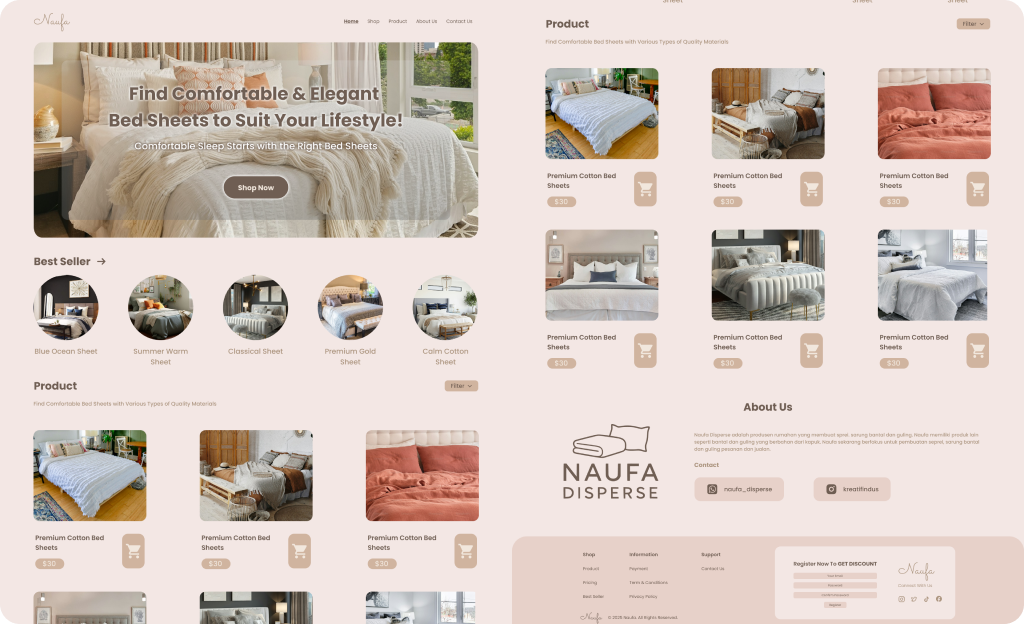 Naufa
Home Shop Product About Us Contact Us
Find Comfortable & Elegant
Bed Sheets to Suit Your Lifestyle!
Comfortable Sleep Starts with the Right Bed Sheets
Shop Now
Best Seller →
Blue Ocean Sheet
Summer Warm
Sheet
Classical Sheet
Premium Gold
Sheet
Calm Cotton
Sheet
Product
Filter
Find Comfortable Bed Sheets with Various Types of Quality Materials
Premium Cotton Bed
Sheets
$30
Premium Cotton Bed
Sheets
$30
Premium Cotton Bed
Sheets
$30
Sheet Sheet Sheet
Product
Filter
Find Comfortable Bed Sheets with Various Types of Quality Materials
Premium Cotton Bed
Sheets
$30
Premium Cotton Bed
Sheets
$30
Premium Cotton Bed
Sheets
$30
Premium Cotton Bed
Sheets
$30
Premium Cotton Bed
Sheets
$30
Premium Cotton Bed
Sheets
$30
About Us
NAUFA
DISPERSE
Naufa Disperse adalah produsen rumahan yang membuat sprei, sarung bantal dan guling. Naufa memiliki produk lain
seperti bantal dan guling yang berbahan dari kapuk. Naufa sekarang berfokus untuk pembuatan seprei, sarung bantal
dan guling pesanan dan jualan.
Contact
naufa_disperse
kreatifindus
Shop
Product
Pricing
Best Seller
Information
Payment
Term & Conditions
Privacy Policy
Support
Contact Us
Naufa © 2025 Naufa. All Rights Reserved.
Register Now To GET DISCOUNT
Register
Naufa
Connect With us